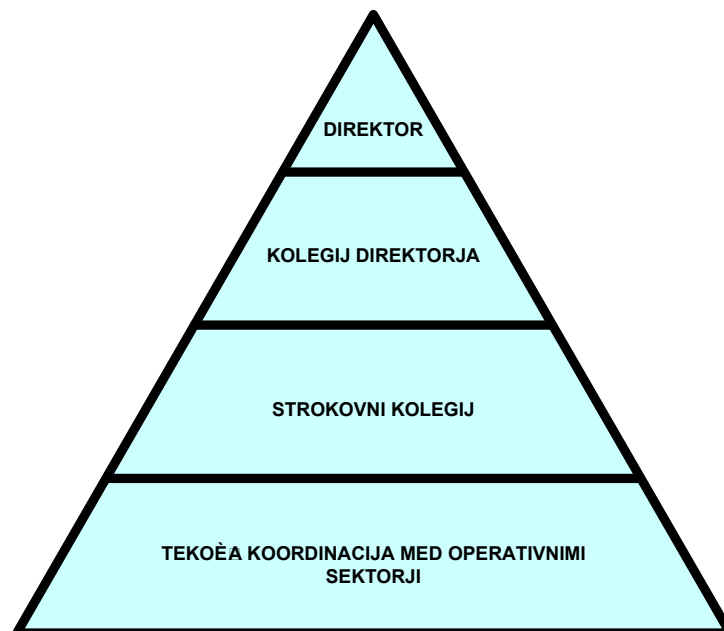 DIREKTOR
KOLEGIJ DIREKTORJA
STROKOVNI KOLEGIJ
TEKOÈA KOORDINACIJA MED OPERATIVNIMI
SEKTORJI